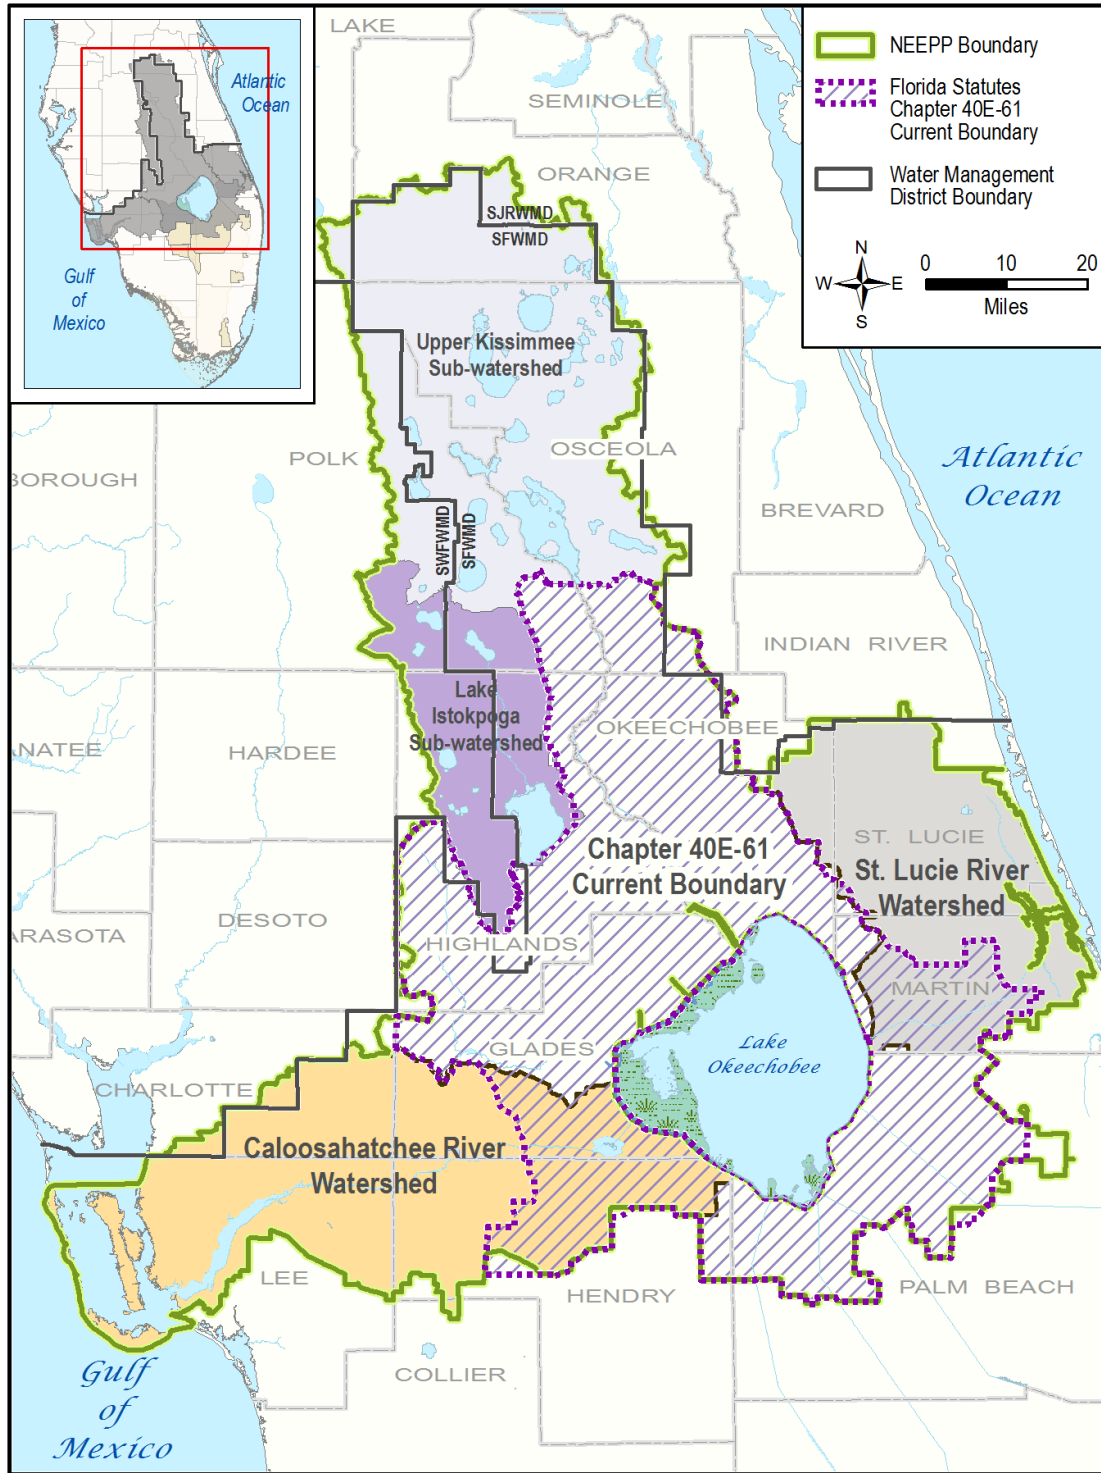 Atlantic
Ocean
Gulf
of
Mexico
NEEPP Boundary
Florida Statutes
Chapter 40E-61
Current Boundary
Water Management
District Boundary
N
W
E
S
0
10
20
Miles
LAKE
SEMINOLE
ORANGE
SJRWMD
SFWMD
Upper Kissimmee
Sub-watershed
POLK
OSCEOLA
BOROUGH
Atlantic
Ocean
BREVARD
SWFWMD
SFWMD
INDIAN RIVER
Lake
Istokpoga
Sub-watershed
OKEECHOBEE
ANATEE
HARDEE
ST. LUCIE
Chapter 40E-61
Current Boundary
St. Lucie River
Watershed
DESOTO
ARASOTA
HIGHLANDS
MARTIN
GLADES
Lake
Okeechobee
CHARLOTTE
Caloosahatchee River
Watershed
LEE
HENDRY
PALM BEACH
COLLIER
Gulf
of
Mexico